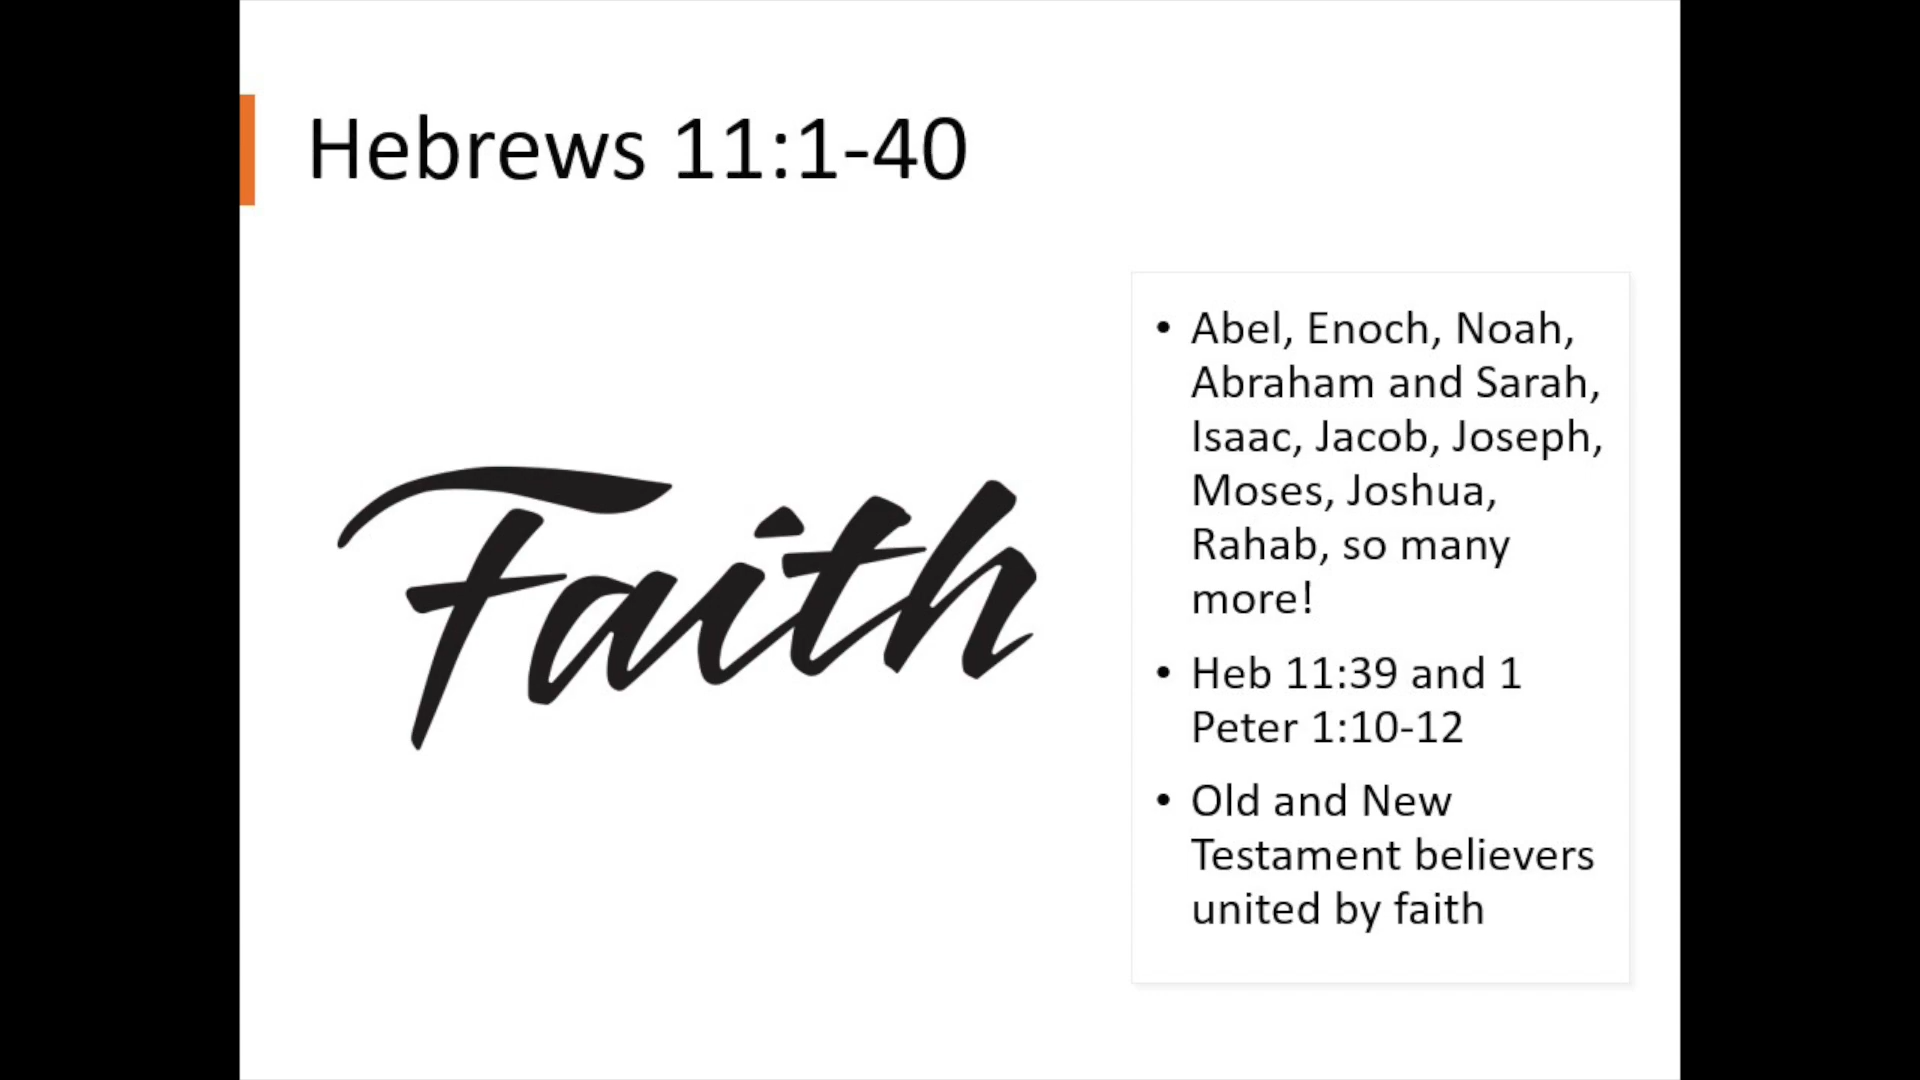 Hebrews 11:1-40
Faith
• Abel, Enoch, Noah,
Abraham and Sarah,
Isaac, Jacob, Joseph,
Moses, Joshua,
Rahab, so many
more!
• Heb 11:39 and 1
Peter 1:10-12
• Old and New
Testament believers
united by faith